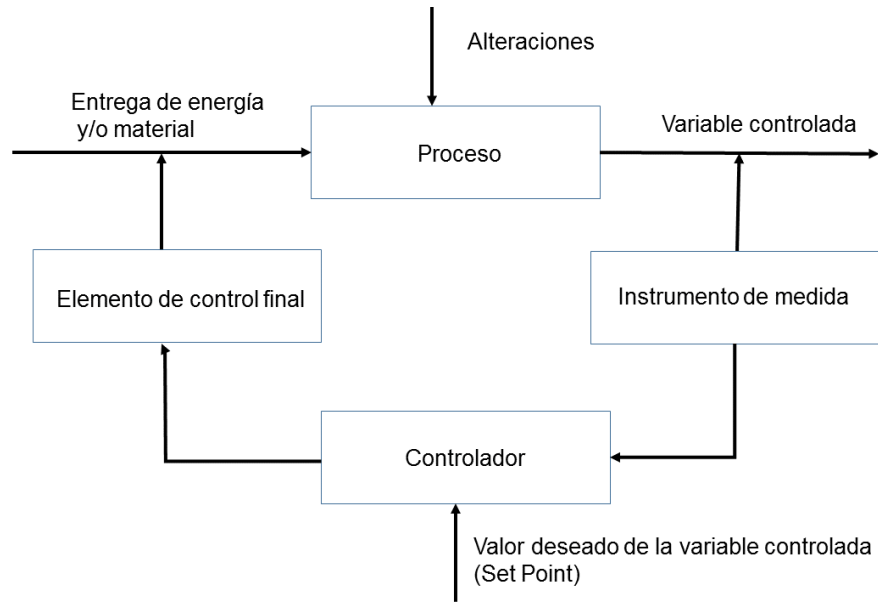 Alteraciones
Entrega de energía
y/o material
Proceso
Variable controlada
Elemento de control final
Instrumento de medida
Controlador
Valor deseado de la variable controlada
(Set Point)